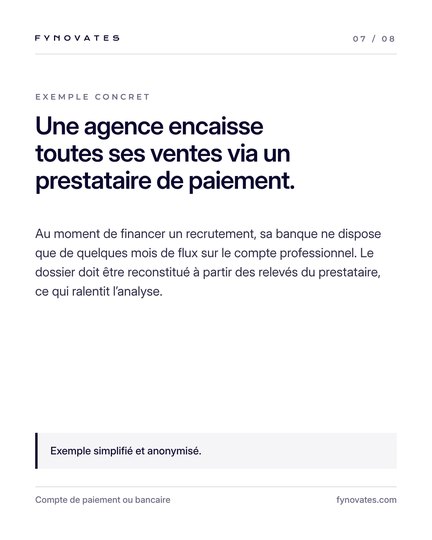 FYNOVATES
07 / 08
EXEMPLE CONCRET
Une agence encaisse
toutes ses ventes via un
prestataire de paiement.
Au moment de financer un recrutement, sa banque ne dispose
que de quelques mois de flux sur le compte professionnel. Le
dossier doit être reconstitué à partir des relevés du prestataire,
ce qui ralentit l’analyse.
Exemple simplifié et anonymisé.
Compte de paiement ou bancaire
fynovates.com